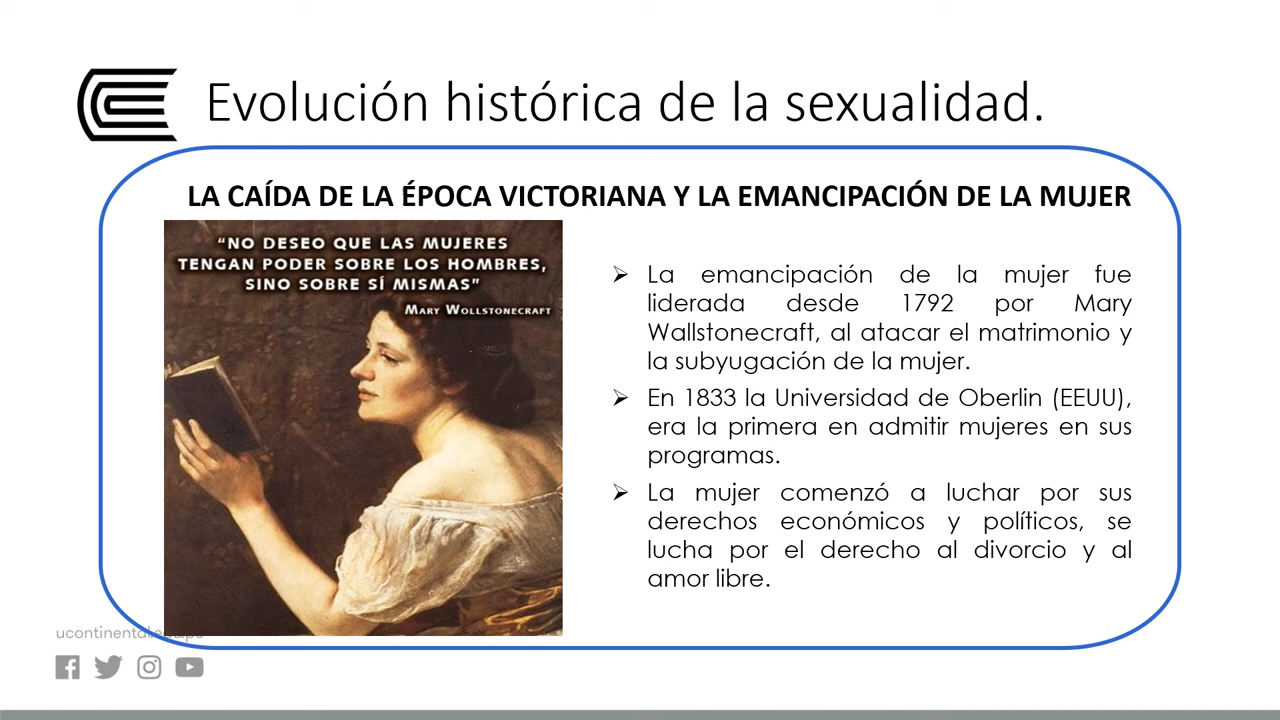 Evolución histórica de la sexualidad.
LA CAÍDA DE LA ÉPOCA VICTORIANA Y LA EMANCIPACIÓN DE LA MUJER
“NO DESEO QUE LAS MUJERES
TENGAN PODER SOBRE LOS HOMBRES,
SINO SOBRE SÍ MISMAS”
MARY WOLLSTONECRAFT
La emancipación de la mujer fue
liderada desde 1792 por Mary
Wallstonecraft, al atacar el matrimonio y
la subyugación de la mujer.
En 1833 la Universidad de Oberlin (EEUU),
era la primera en admitir mujeres en sus
programas.
La mujer comenzó a luchar por sus
derechos económicos y políticos, se
lucha por el derecho al divorcio y al
amor libre.